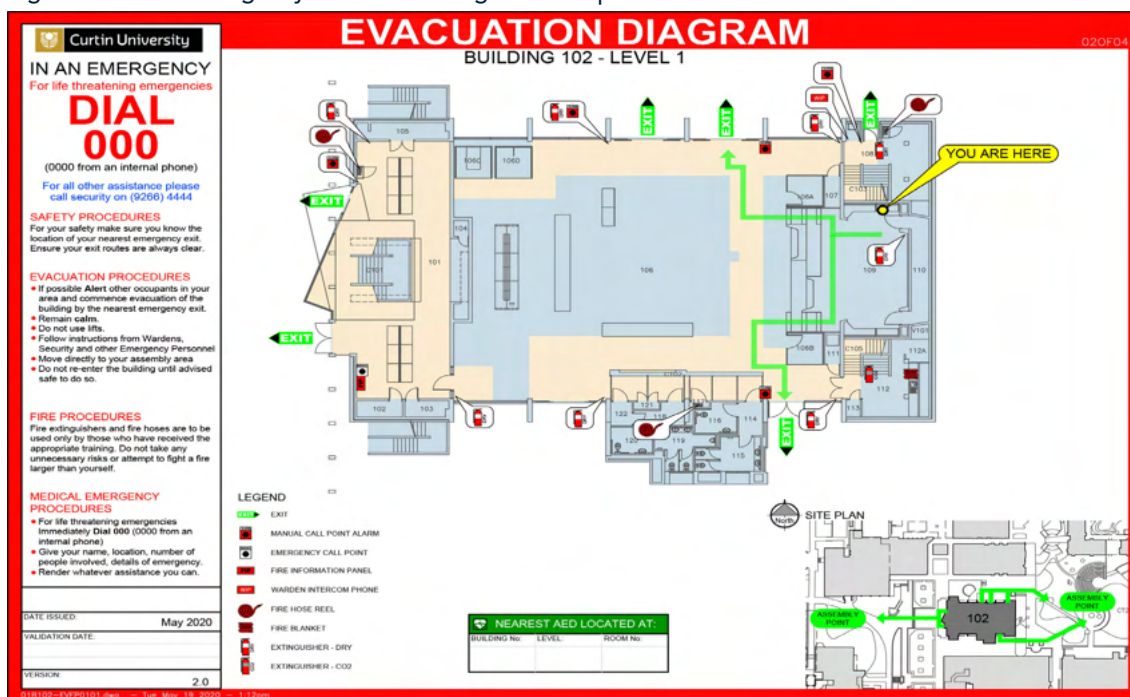 Curtin University
IN AN EMERGENCY
For life threatening emergencies
DIAL
000
(0000 from an internal phone)
For all other assistance please
call security on (9266) 4444
SAFETY PROCEDURES
For your safety make sure you know the
location of your nearest emergency exit.
Ensure your exit routes are always clear.
EVACUATION PROCEDURES
• If possible Alert other occupants in your
area and commence evacuation of the
building by the nearest emergency exit.
• Remain calm.
• Do not use lifts.
• Follow instructions from Wardens,
Security and other Emergency Personnel
• Move directly to your assembly area
• Do not re-enter the building until advised
safe to do so.
FIRE PROCEDURES
Fire extinguishers and fire hoses are to be
used only by those who have received the
appropriate training. Do not take any
unnecessary risks or attempt to fight a fire
larger than yourself.
MEDICAL EMERGENCY
PROCEDURES
• For life threatening emergencies
immediately Dial 000 (0000 from an
internal phone)
• Give your name, location, number of
people involved, details of emergency.
• Render whatever assistance you can.
DATE ISSUED:
May 2020
VALIDATION DATE:
VERSION:
2.0
EVACUATION DIAGRAM
020F04
BUILDING 102 - LEVEL 1
EXIT
EXIT
EXIT
WIP
YOU ARE HERE
105
106C
106D
108
C103
107
106A
EXIT
104
C101
101
106
109
110
EXIT
V101
106B
111
C105
112A
112
102
103
113
122
121
118
116
114
120
119
115
EXIT
LEGEND
EXIT
MANUAL CALL POINT ALARM
EMERGENCY CALL POINT
FIP
FIRE INFORMATION PANEL
WIP
WARDEN INTERCOM PHONE
FIRE HOSE REEL
FIRE BLANKET
EXTINGUISHER - DRY
EXTINGUISHER - CO2
NEAREST AED LOCATED AT:
BUILDING No:
LEVEL:
ROOM No:
North
SITE PLAN
ASSEMBLY
POINT
102
ASSEMBLY
POINT